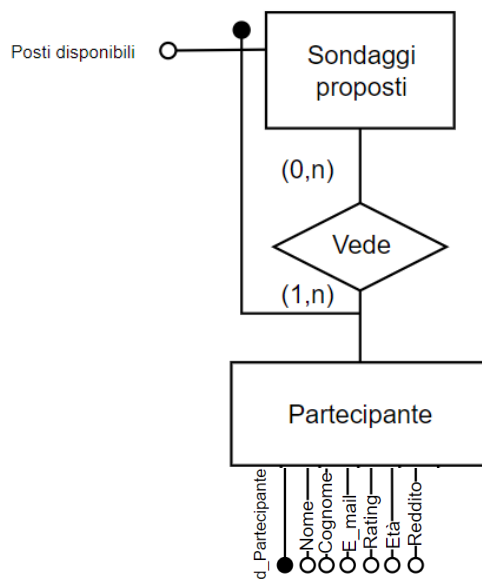 Posti disponibili
Sondaggi
proposti
(0,n)
Vede
(1,n)
Partecipante
d_Partecipante
Nome
Cognome
E_mail
Rating
Età
Reddito